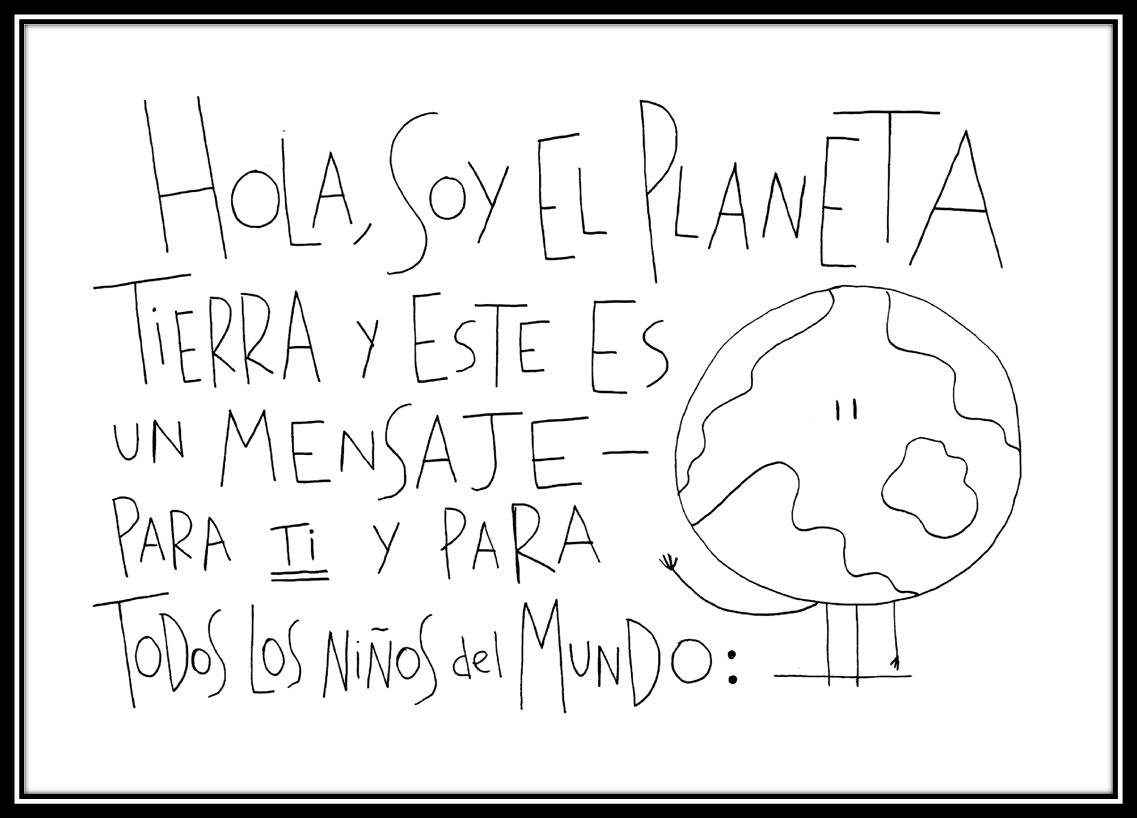 HOLA, SOY EL PLANETA
TiERRA Y ESTE ES
UN MENSAJE —
PARA Ti Y PARA
TODOS LOS NiÑOS del MUNDO: